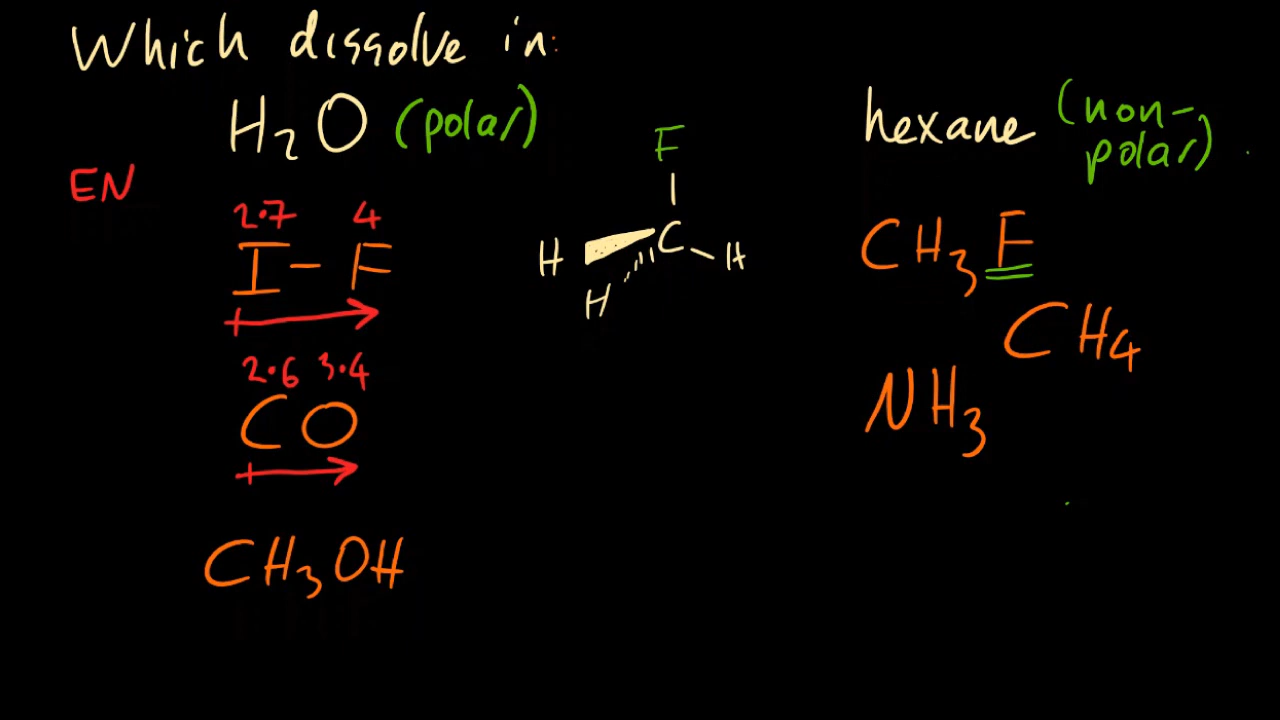 Which dissolve in:
H₂O (polar)
hexane (non-
polar)
EN
2.7 4
I–F
2.6 3.4
CO
CH₃OH
F
C
H H
H
CH₃F
CH₄
NH₃